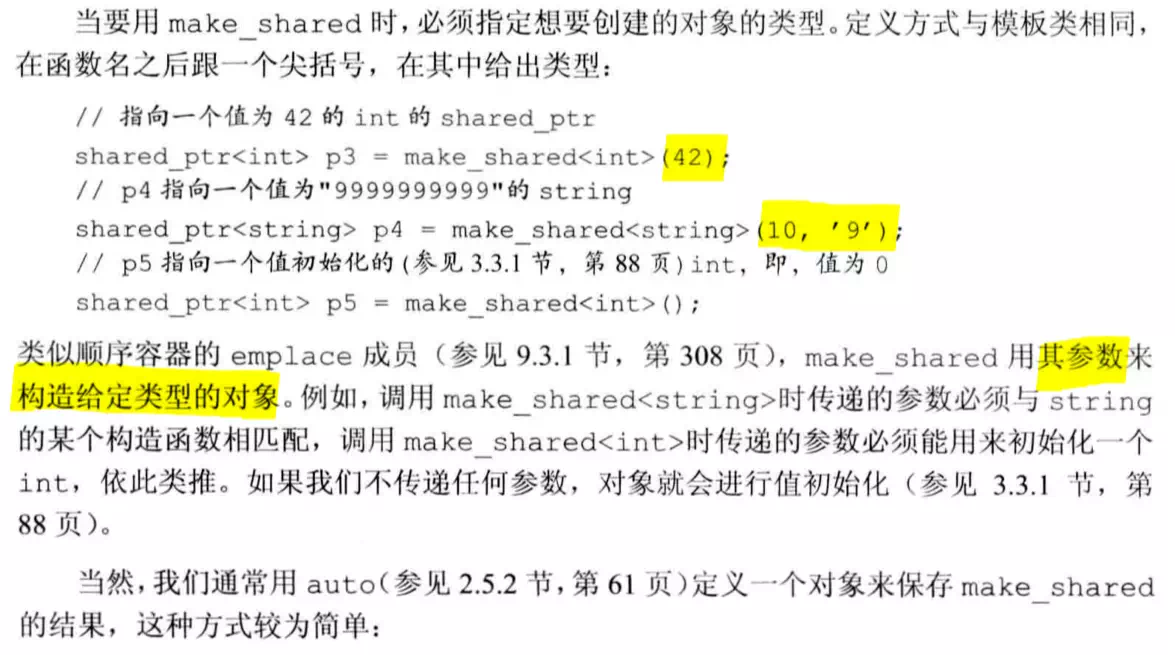 当要用 make_shared 时，必须指定想要创建的对象的类型。定义方式与模板类相同，
在函数名之后跟一个尖括号，在其中给出类型：
// 指向一个值为 42 的 int 的 shared_ptr
shared_ptr<int> p3 = make_shared<int>(42);
// p4 指向一个值为"9999999999"的 string
shared_ptr<string> p4 = make_shared<string>(10, '9');
// p5 指向一个值初始化的(参见 3.3.1 节, 第 88 页)int, 即, 值为 0
shared_ptr<int> p5 = make_shared<int>();
类似顺序容器的 emplace 成员（参见 9.3.1 节，第 308 页），make_shared 用其参数来
构造给定类型的对象。例如，调用 make_shared<string>时传递的参数必须与 string
的某个构造函数相匹配，调用 make_shared<int>时传递的参数必须能用来初始化一个
int，依此类推。如果我们不传递任何参数，对象就会进行值初始化（参见 3.3.1 节，第
88 页）。
当然，我们通常用 auto（参见 2.5.2 节，第 61 页）定义一个对象来保存 make_shared
的结果，这种方式较为简单：